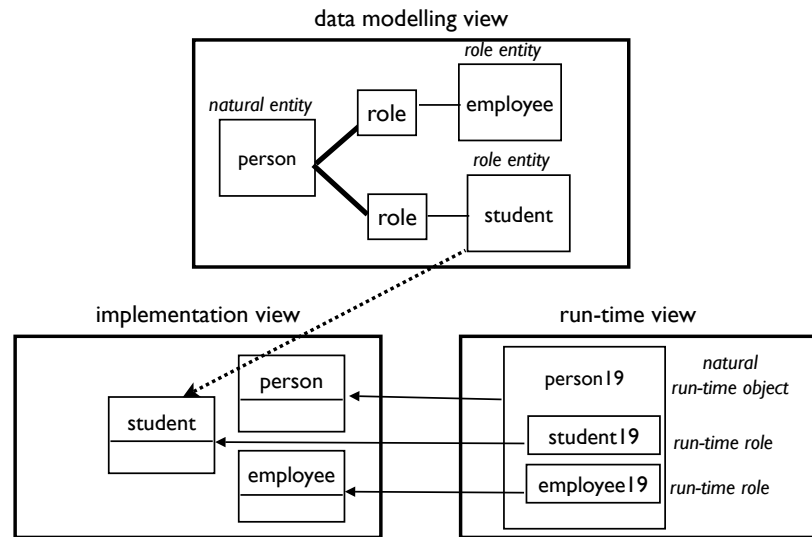 data modelling view
role entity
natural entity
role
employee
person
role entity
role
student
implementation view
run-time view
person
student
employee
person19
natural
run-time object
student19
run-time role
employee19
run-time role